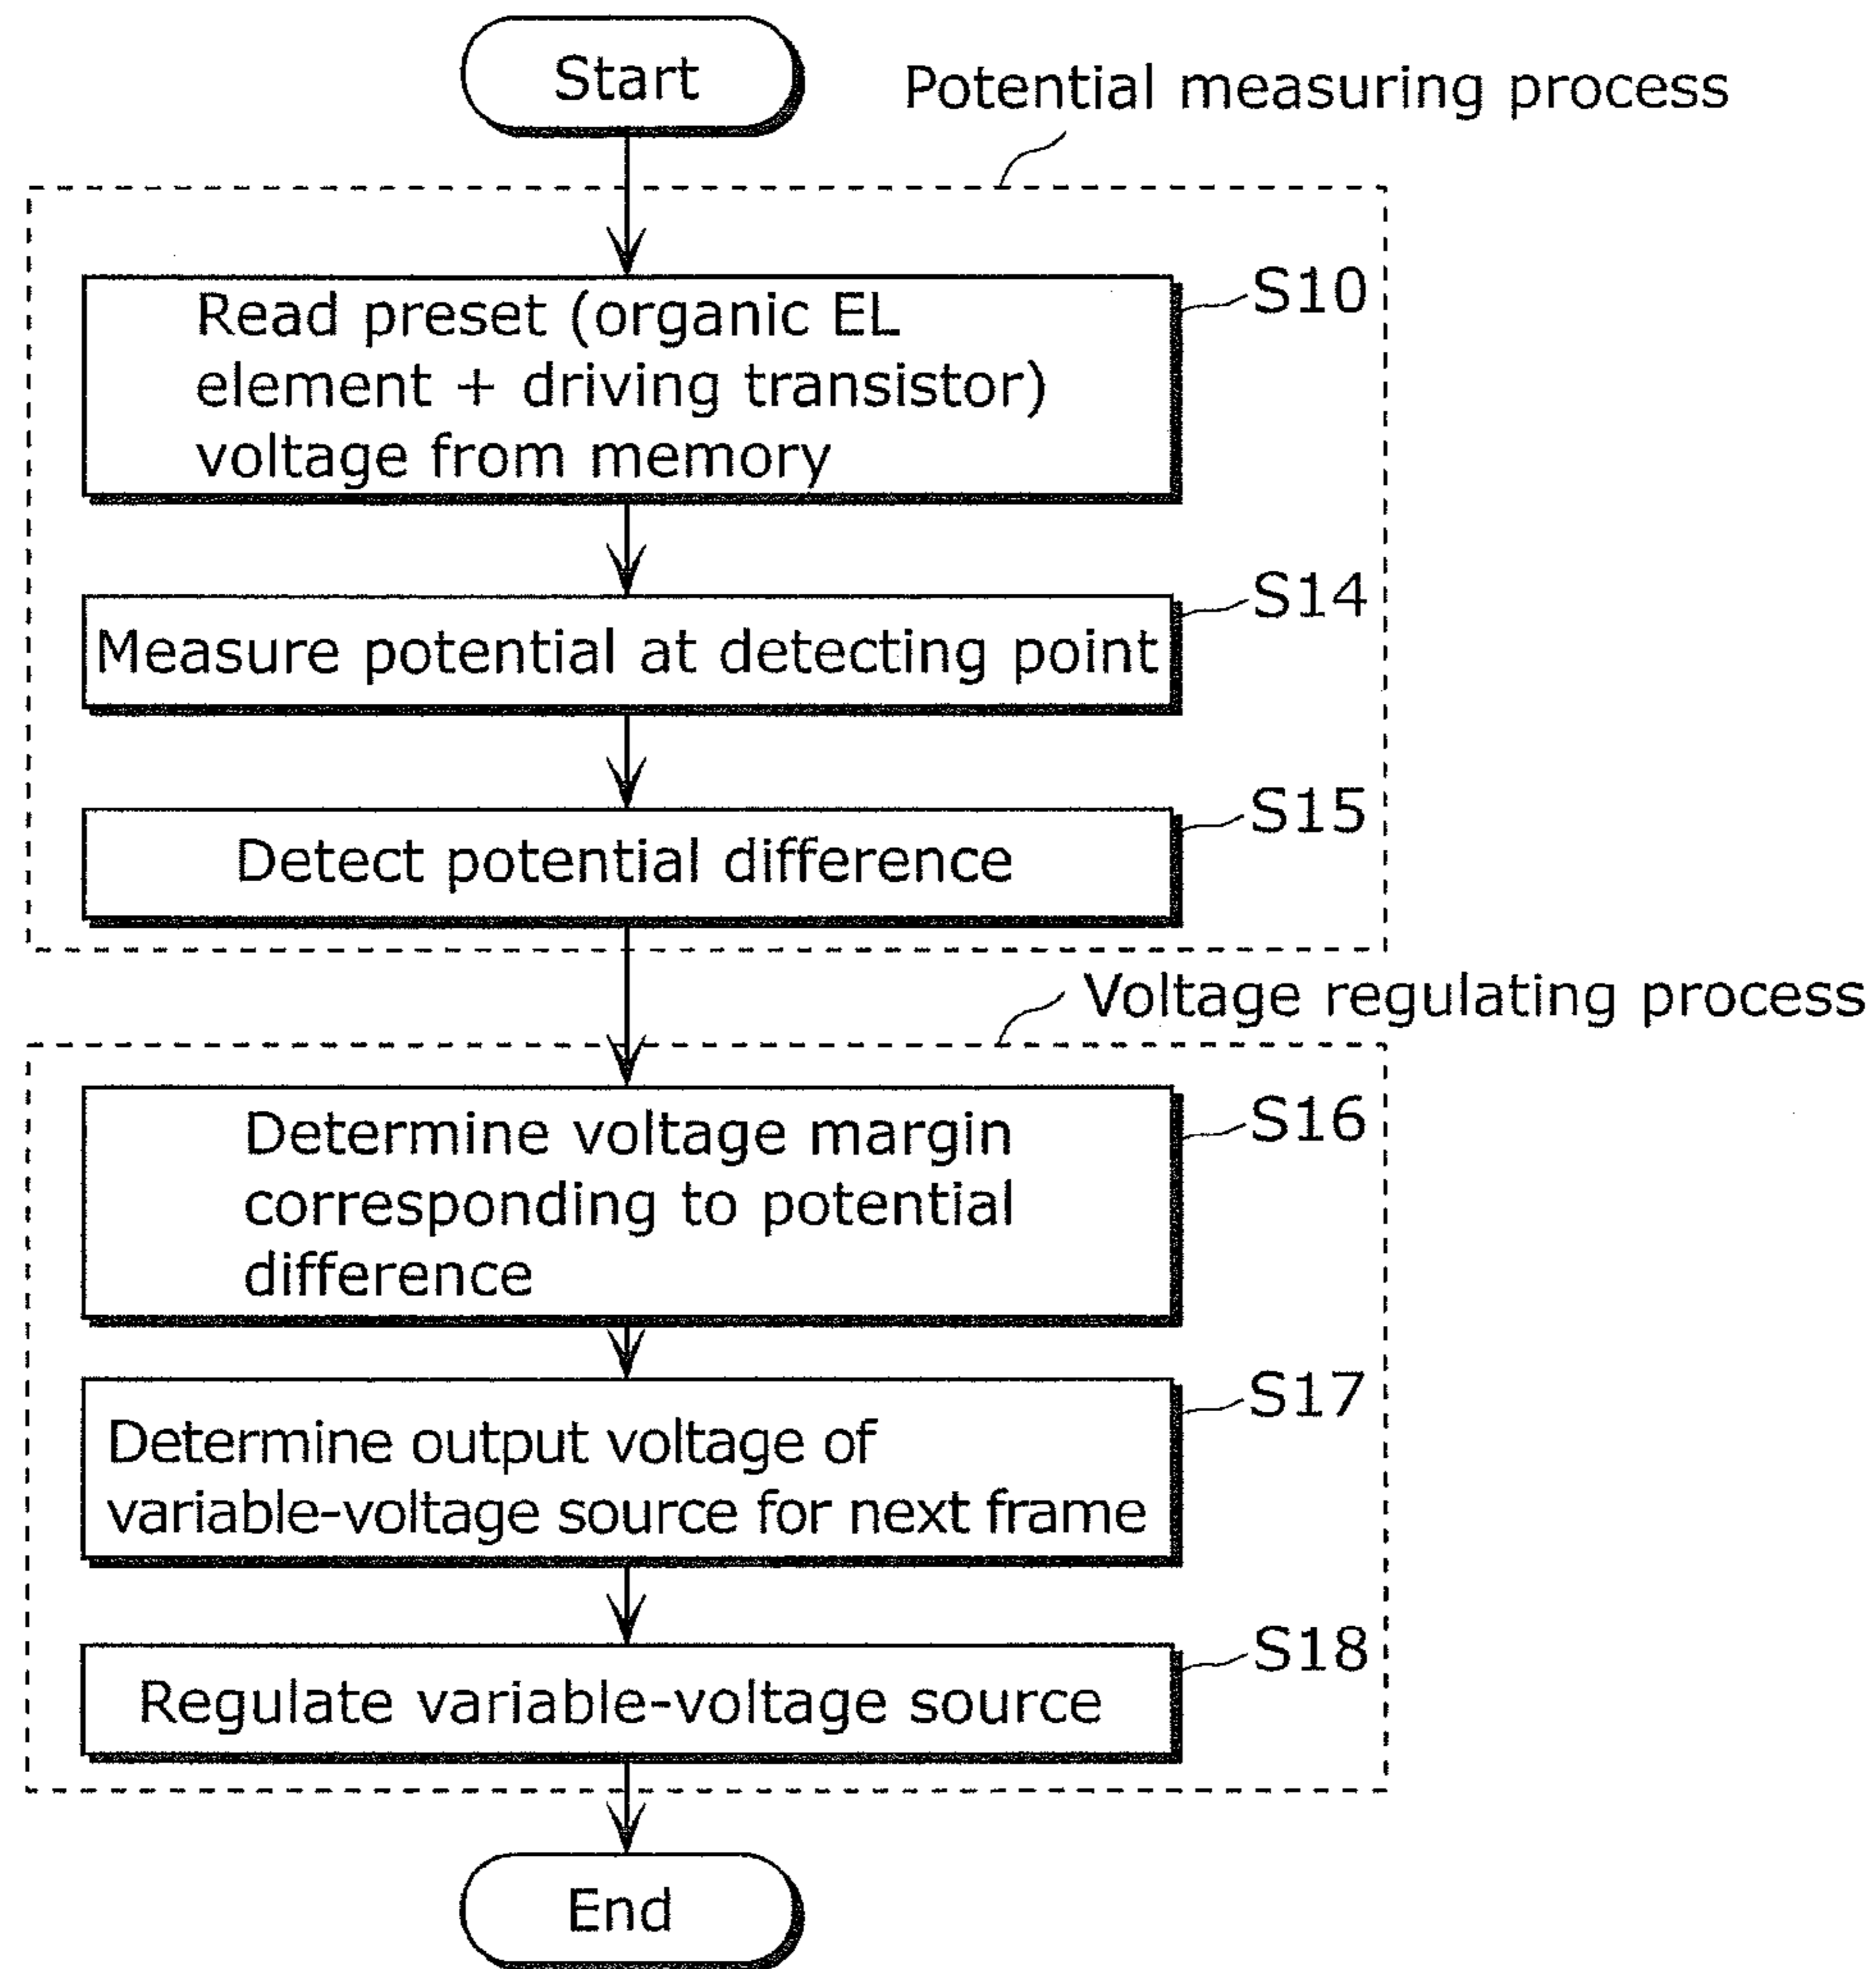 Start
Potential measuring process
Read preset (organic EL
element + driving transistor)
voltage from memory
S10
Measure potential at detecting point
S14
Detect potential difference
S15
Voltage regulating process
Determine voltage margin
corresponding to potential
difference
S16
Determine output voltage of
variable-voltage source for next frame
S17
Regulate variable-voltage source
S18
End